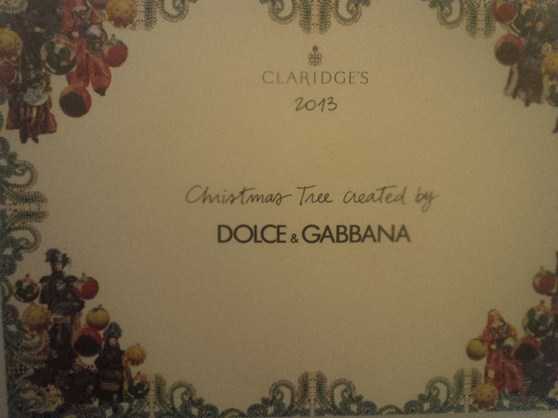 CLARIDGE'S
2013
Christmas Tree created by
DOLCE & GABBANA